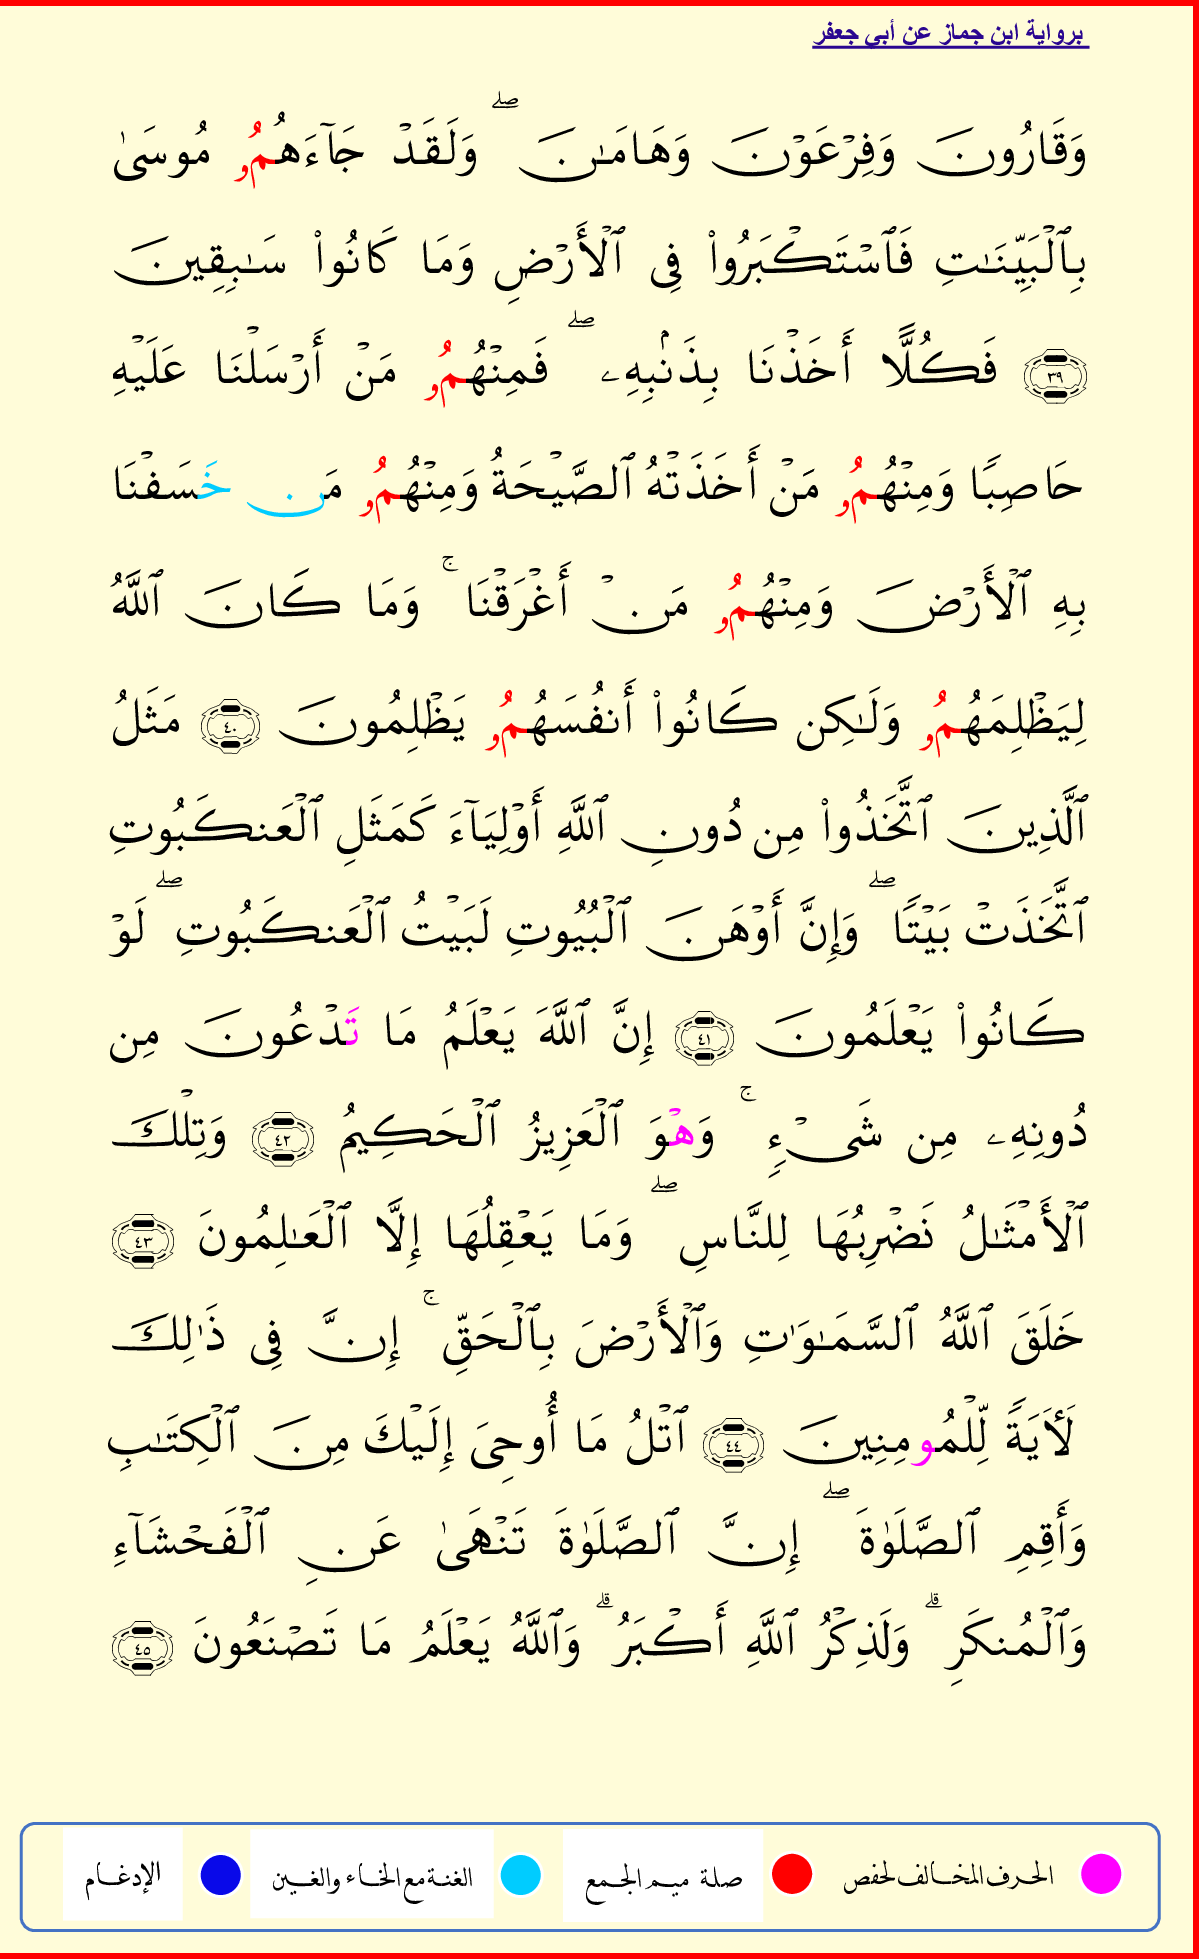 برواية ابن جماز عن أبي جعفر
وَقَٰرُونَ وَفِرْعَوْنَ وَهَٰمَٰنَ ۖ وَلَقَدْ جَآءَهُمُۥ مُوسَىٰ
بِٱلْبَيِّنَٰتِ فَٱسْتَكْبَرُوا۟ فِى ٱلْأَرْضِ وَمَا كَانُوا۟ سَٰبِقِينَ
٣٩ فَكُلًّا أَخَذْنَا بِذَنۢبِهِۦ ۖ فَمِنْهُمُۥ مَنْ أَرْسَلْنَا عَلَيْهِ
حَاصِبًا وَمِنْهُمُۥ مَنْ أَخَذَتْهُ ٱلصَّيْحَةُ وَمِنْهُمُۥ مَن خَسَفْنَا
بِهِ ٱلْأَرْضَ وَمِنْهُمُۥ مَنْ أَغْرَقْنَا ۚ وَمَا كَانَ ٱللَّهُ
لِيَظْلِمَهُمُۥ وَلَٰكِن كَانُوا۟ أَنفُسَهُمُۥ يَظْلِمُونَ ٤٠ مَثَلُ
ٱلَّذِينَ ٱتَّخَذُوا۟ مِن دُونِ ٱللَّهِ أَوْلِيَآءَ كَمَثَلِ ٱلْعَنكَبُوتِ
ٱتَّخَذَتْ بَيْتًا ۖ وَإِنَّ أَوْهَنَ ٱلْبُيُوتِ لَبَيْتُ ٱلْعَنكَبُوتِ ۖ لَوْ
كَانُوا۟ يَعْلَمُونَ ٤١ إِنَّ ٱللَّهَ يَعْلَمُ مَا تَدْعُونَ مِن
دُونِهِۦ مِن شَىْءٍ ۚ وَهْوَ ٱلْعَزِيزُ ٱلْحَكِيمُ ٤٢ وَتِلْكَ
ٱلْأَمْثَٰلُ نَضْرِبُهَا لِلنَّاسِ ۖ وَمَا يَعْقِلُهَا إِلَّا ٱلْعَٰلِمُونَ ٤٣
خَلَقَ ٱللَّهُ ٱلسَّمَٰوَٰتِ وَٱلْأَرْضَ بِٱلْحَقِّ ۚ إِنَّ فِى ذَٰلِكَ
لَأَيَةً لِّلْمُومِنِينَ ٤٤ ٱتْلُ مَا أُوحِىَ إِلَيْكَ مِنَ ٱلْكِتَٰبِ
وَأَقِمِ ٱلصَّلَوٰةَ ۖ إِنَّ ٱلصَّلَوٰةَ تَنْهَىٰ عَنِ ٱلْفَحْشَآءِ
وَٱلْمُنكَرِ ۗ وَلَذِكْرُ ٱللَّهِ أَكْبَرُ ۗ وَٱللَّهُ يَعْلَمُ مَا تَصْنَعُونَ ٤٥
الحرف المخالف لحفص صلة ميم الجمع الغنة مع الخاء والغين الإدغام